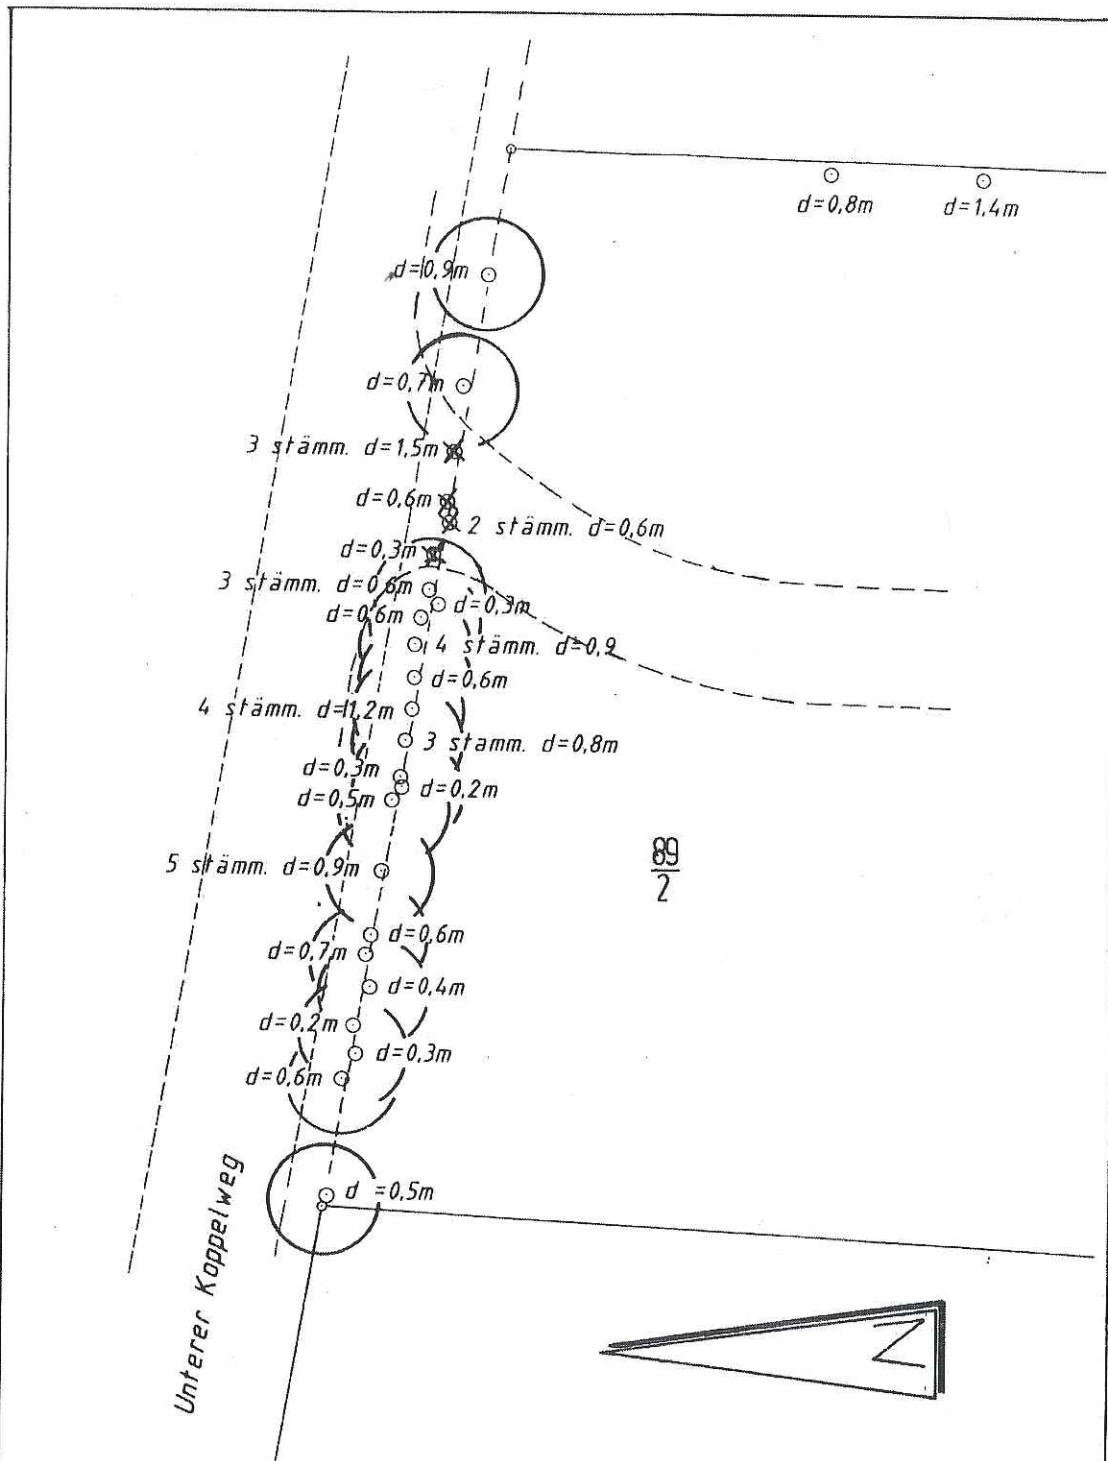 d=0,8m
d=1,4m
d=0,9m
d=0,7m
3 stämm. d=1,5m
d=0,6m
2 stämm. d=0,6m
d=0,3m
3 stämm. d=0,6m
d=0,3m
d=0,6m
4 stämm. d=0,9
d=0,6m
4 stämm. d=1,2m
3 stamm. d=0,8m
d=0,3m
d=0,2m
d=0,5m
89
2
5 stämm. d=0,9m
d=0,6m
d=0,7m
d=0,4m
d=0,2m
d=0,3m
d=0,6m
d =0,5m
Unterer Koppelweg
N